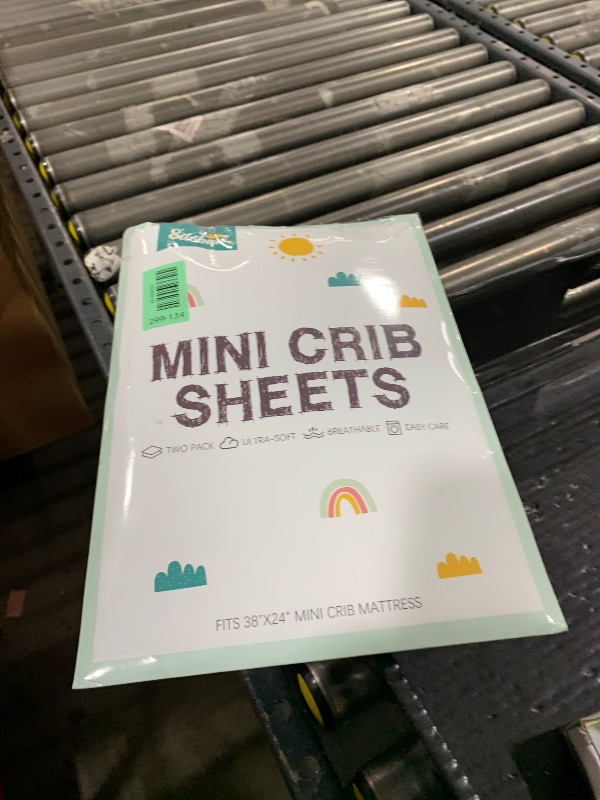 299-134
MINI CRIB
SHEETS
TWO PACK ULTRA-SOFT BREATHABLE EASY CARE
FITS 38"X24" MINI CRIB MATTRESS